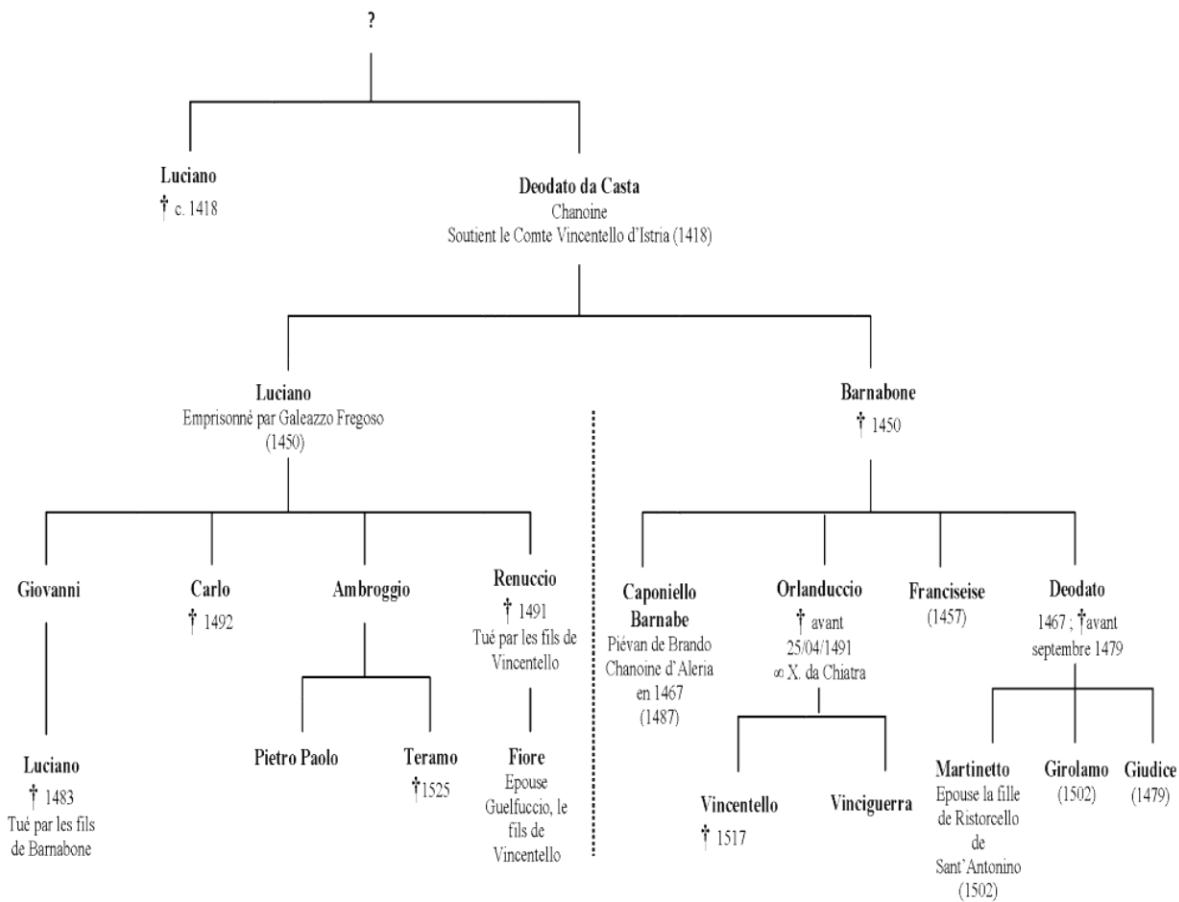 ?
Luciano
† c. 1418
Deodato da Casta
Chanoine
Soutient le Comte Vincentello d'Istria (1418)
Luciano
Emprisonné par Galeazzo Fregoso
(1450)
Barnabone
† 1450
Giovanni
Carlo
† 1492
Ambroggio
Renuccio
† 1491
Tué par les fils de
Vincentello
Caponiello
Barnabe
Piévan de Brando
Chanoine d'Aleria
en 1467
(1487)
Orlanduccio
† avant
25/04/1491
∞ X. da Chiatra
Franciseise
(1457)
Deodato
1467 ; †avant
septembre 1479
Luciano
† 1483
Tué par les fils
de Barnabone
Pietro Paolo
Teramo
†1525
Fiore
Epouse
Guelfuccio, le
fils de
Vincentello
Vincentello
† 1517
Vinciguerra
Martinetto
Epouse la fille
de Ristorcello
de
Sant'Antonino
(1502)
Girolamo
(1502)
Giudice
(1479)